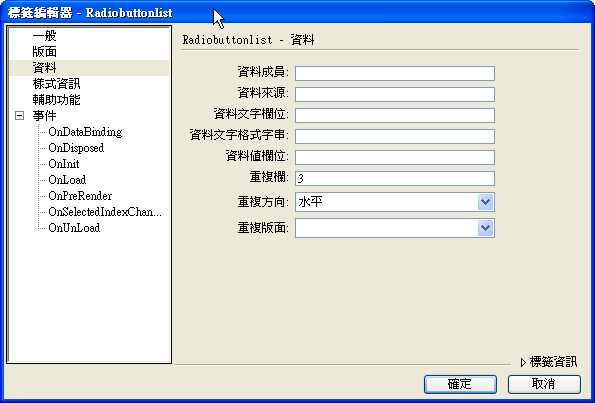 標籤編輯器 - Radiobuttonlist
一般
版面
資料
樣式資訊
輔助功能
事件
OnDataBinding
OnDisposed
OnInit
OnLoad
OnPreRender
OnSelectedIndexChan...
OnUnLoad
Radiobuttonlist - 資料
資料成員:
資料來源:
資料文字欄位:
資料文字格式字串:
資料值欄位:
重複欄: 3
重複方向: 水平
重複版面:
標籤資訊
確定 取消